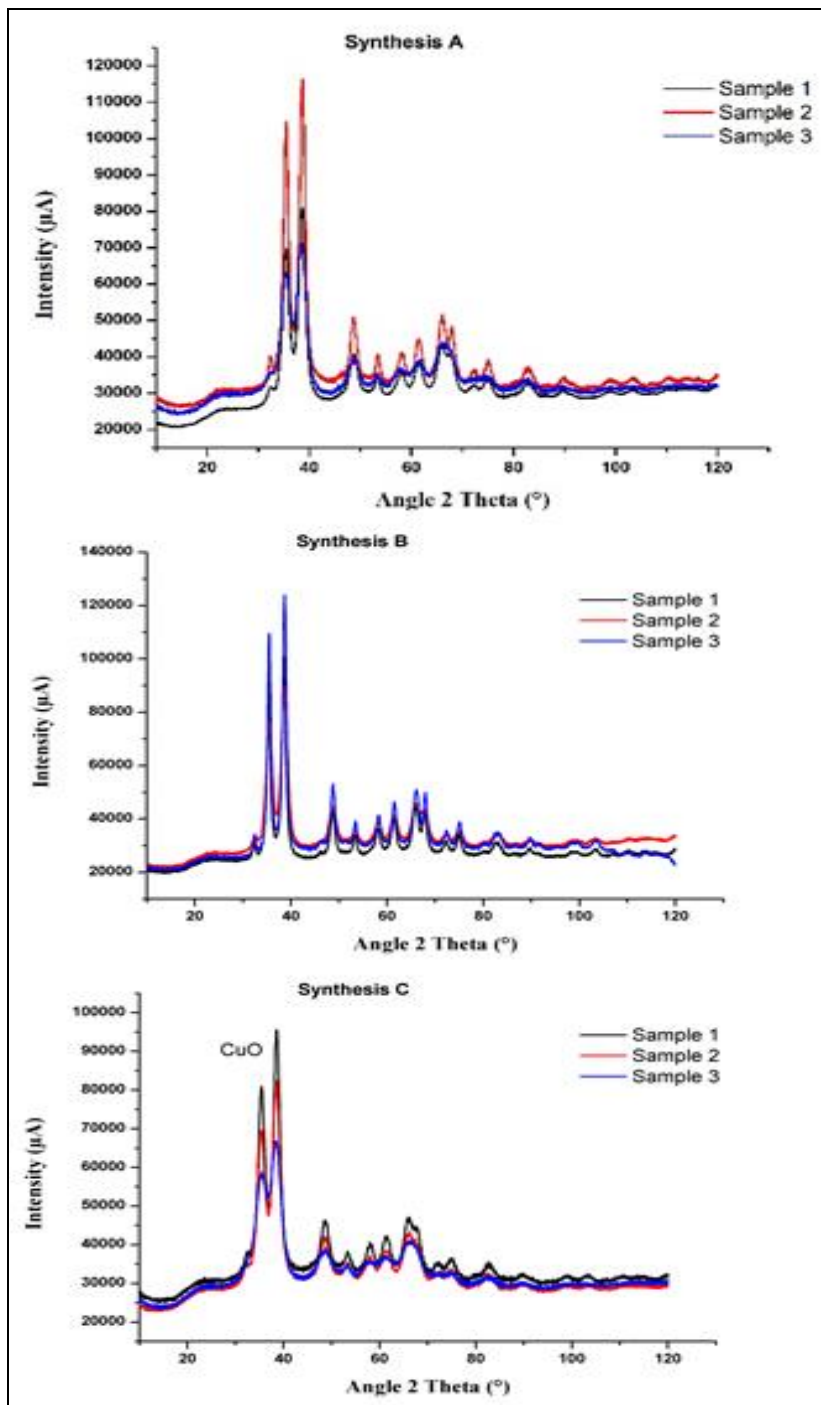 Synthesis A
120000
110000
100000
90000
80000
70000
60000
50000
40000
30000
20000
Intensity (µA)
Sample 1
Sample 2
Sample 3
20 40 60 80 100 120
Angle 2 Theta (°)
Synthesis B
140000
120000
100000
80000
60000
40000
20000
0
Intensity (µA)
Sample 1
Sample 2
Sample 3
20 40 60 80 100 120
Angle 2 Theta (°)
Synthesis C
100000
90000
80000
70000
60000
50000
40000
30000
20000
Intensity (µA)
CuO
Sample 1
Sample 2
Sample 3
20 40 60 80 100 120
Angle 2 Theta (°)